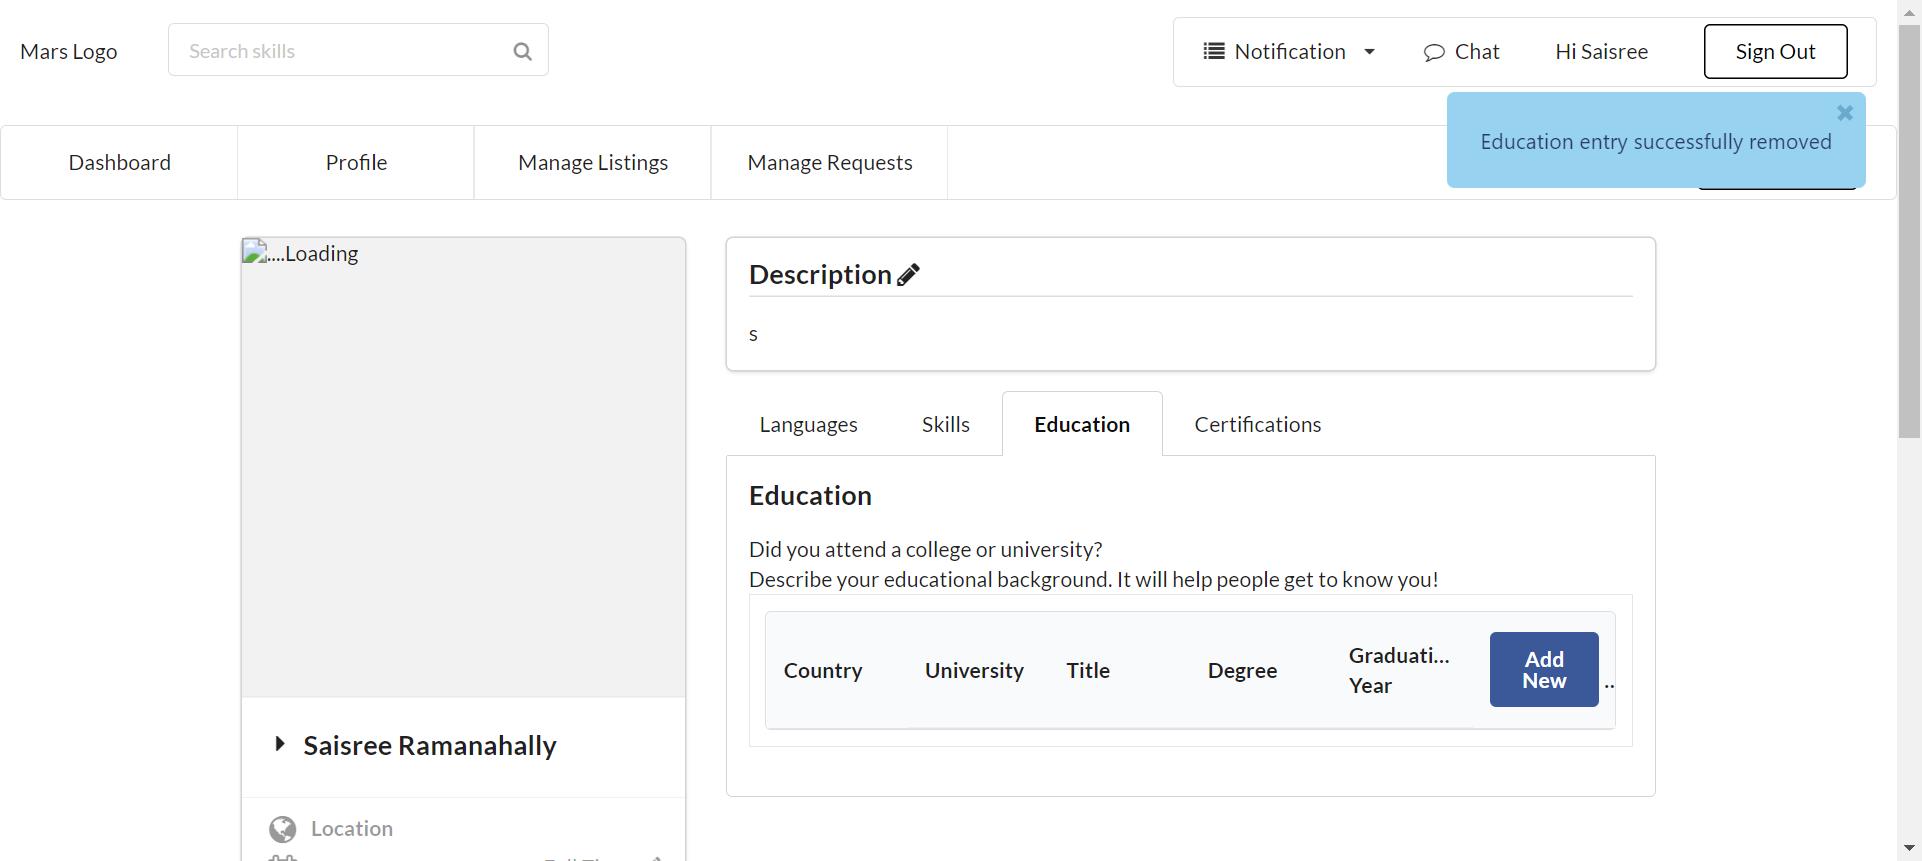 Mars Logo
Search skills
Notification
Chat
Hi Saisree
Sign Out
Education entry successfully removed
Dashboard
Profile
Manage Listings
Manage Requests
....Loading
Description
s
Languages
Skills
Education
Certifications
Education
Did you attend a college or university?
Describe your educational background. It will help people get to know you!
Country
University
Title
Degree
Graduati...
Year
Add
New
..
Saisree Ramanahally
Location